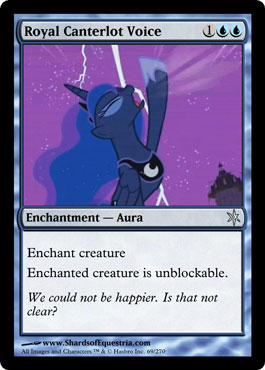 Royal Canterlot Voice 1
Enchantment — Aura
Enchant creature
Enchanted creature is unblockable.
We could not be happier. Is that not
clear?
www.ShardsofEquestria.com
All Images and Characters ™ & © Hasbro Inc. 69/270